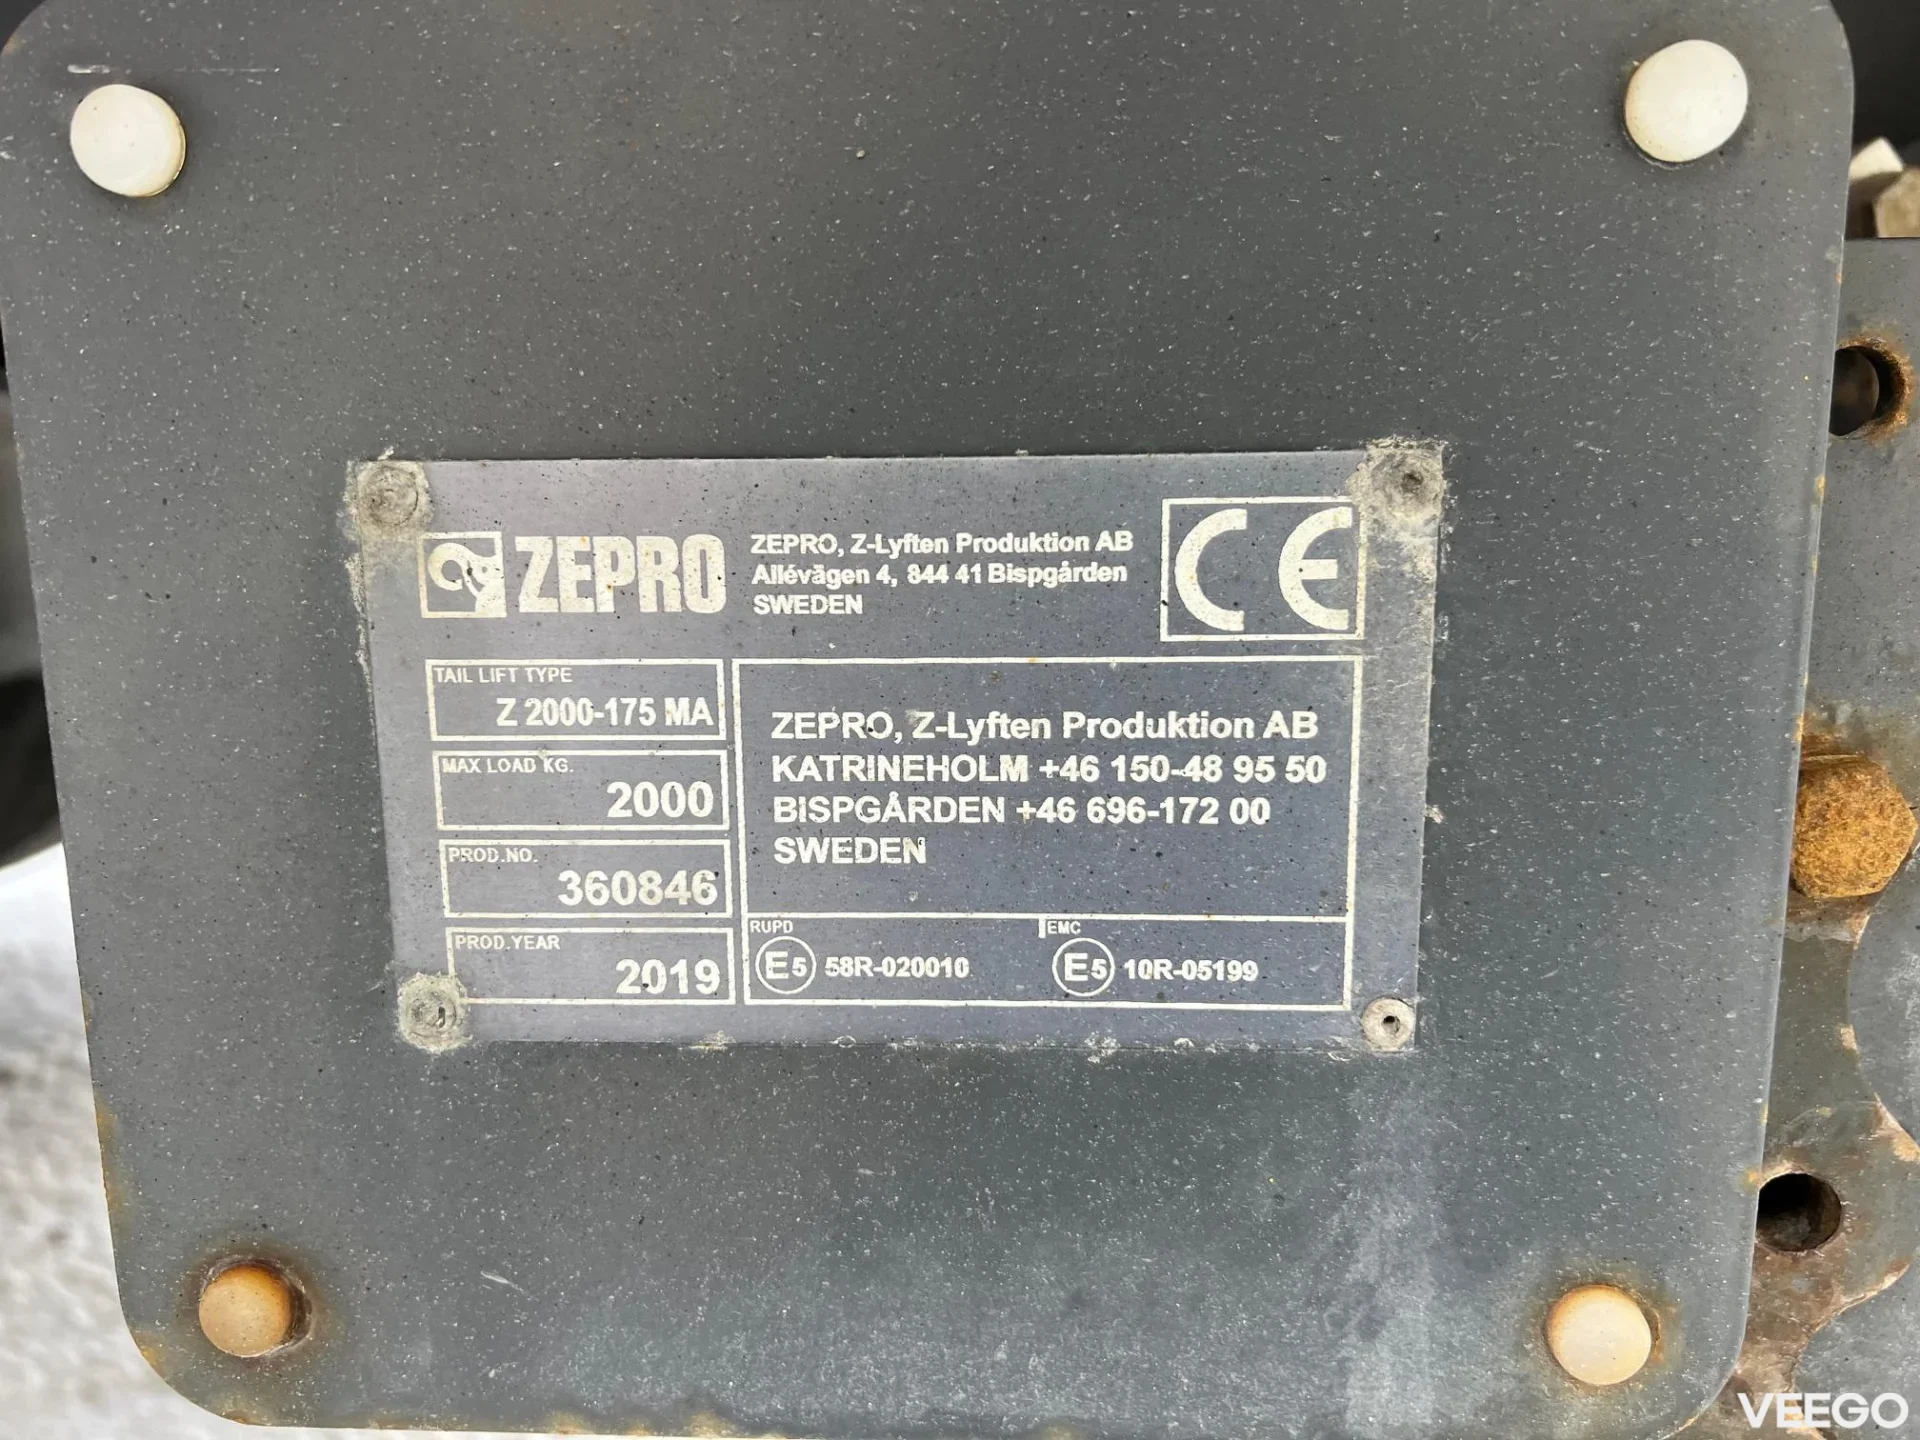 ZEPRO
ZEPRO, Z-Lyften Produktion AB
Allévägen 4, 844 41 Bispgården
SWEDEN
CE
TAIL LIFT TYPE
Z 2000-175 MA
MAX LOAD KG.
2000
PROD.NO.
360846
PROD.YEAR
2019
ZEPRO, Z-Lyften Produktion AB
KATRINEHOLM +46 150-48 95 50
BISPGÅRDEN +46 696-172 00
SWEDEN
RUPD
E5 58R-020010
EMC
E5 10R-05199
VEEGO